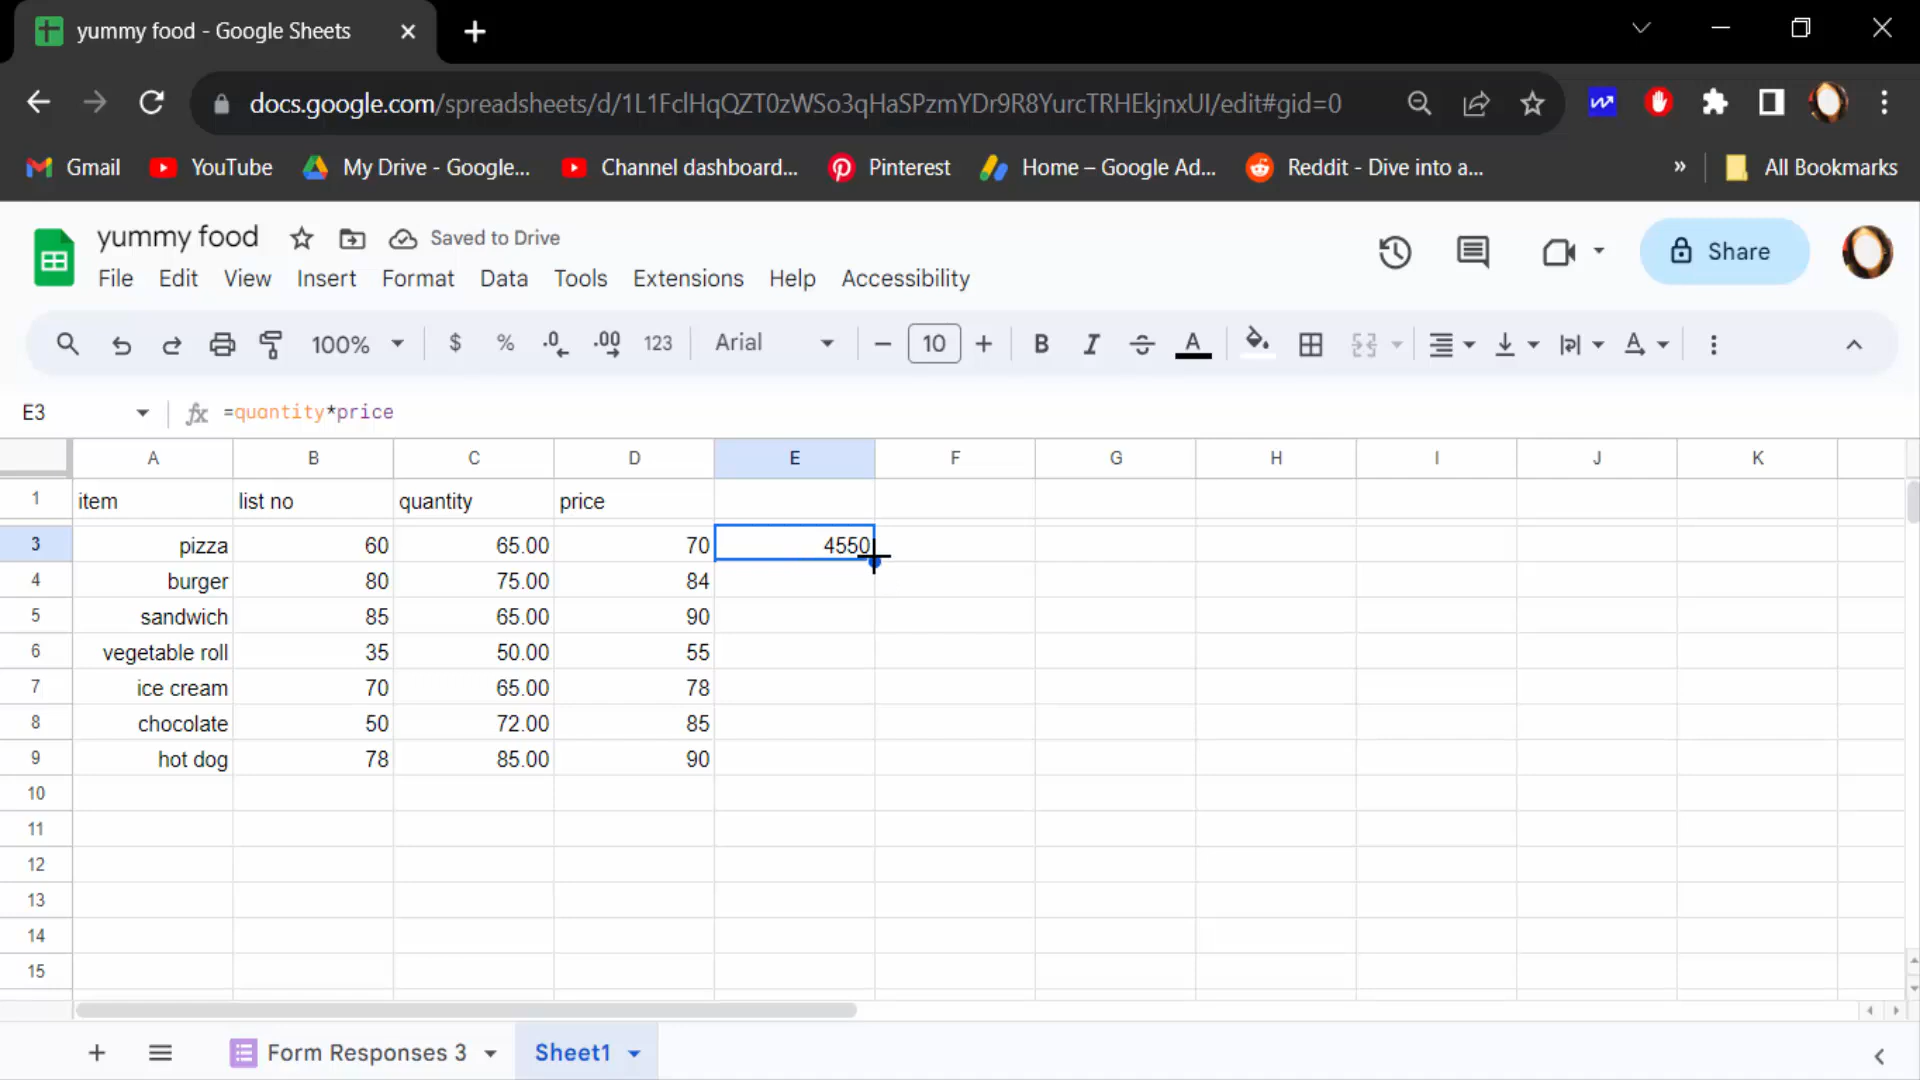 yummy food - Google Sheets
docs.google.com/spreadsheets/d/1L1FclHqQZT0zWSo3qHaSPzmYDr9R8YurcTRHEkjnxUI/edit#gid=0
Gmail YouTube My Drive - Google... Channel dashboard... Pinterest Home – Google Ad... Reddit - Dive into a... » All Bookmarks
yummy food Saved to Drive Share
File Edit View Insert Format Data Tools Extensions Help Accessibility
100% $ % .0 .00 123 Arial 10 B I A
E3 fx =quantity*price
A B C D E F G H I J K
1 item list no quantity price
3 pizza 60 65.00 70 4550
4 burger 80 75.00 84
5 sandwich 85 65.00 90
6 vegetable roll 35 50.00 55
7 ice cream 70 65.00 78
8 chocolate 50 72.00 85
9 hot dog 78 85.00 90
10
11
12
13
14
15
Form Responses 3 Sheet1